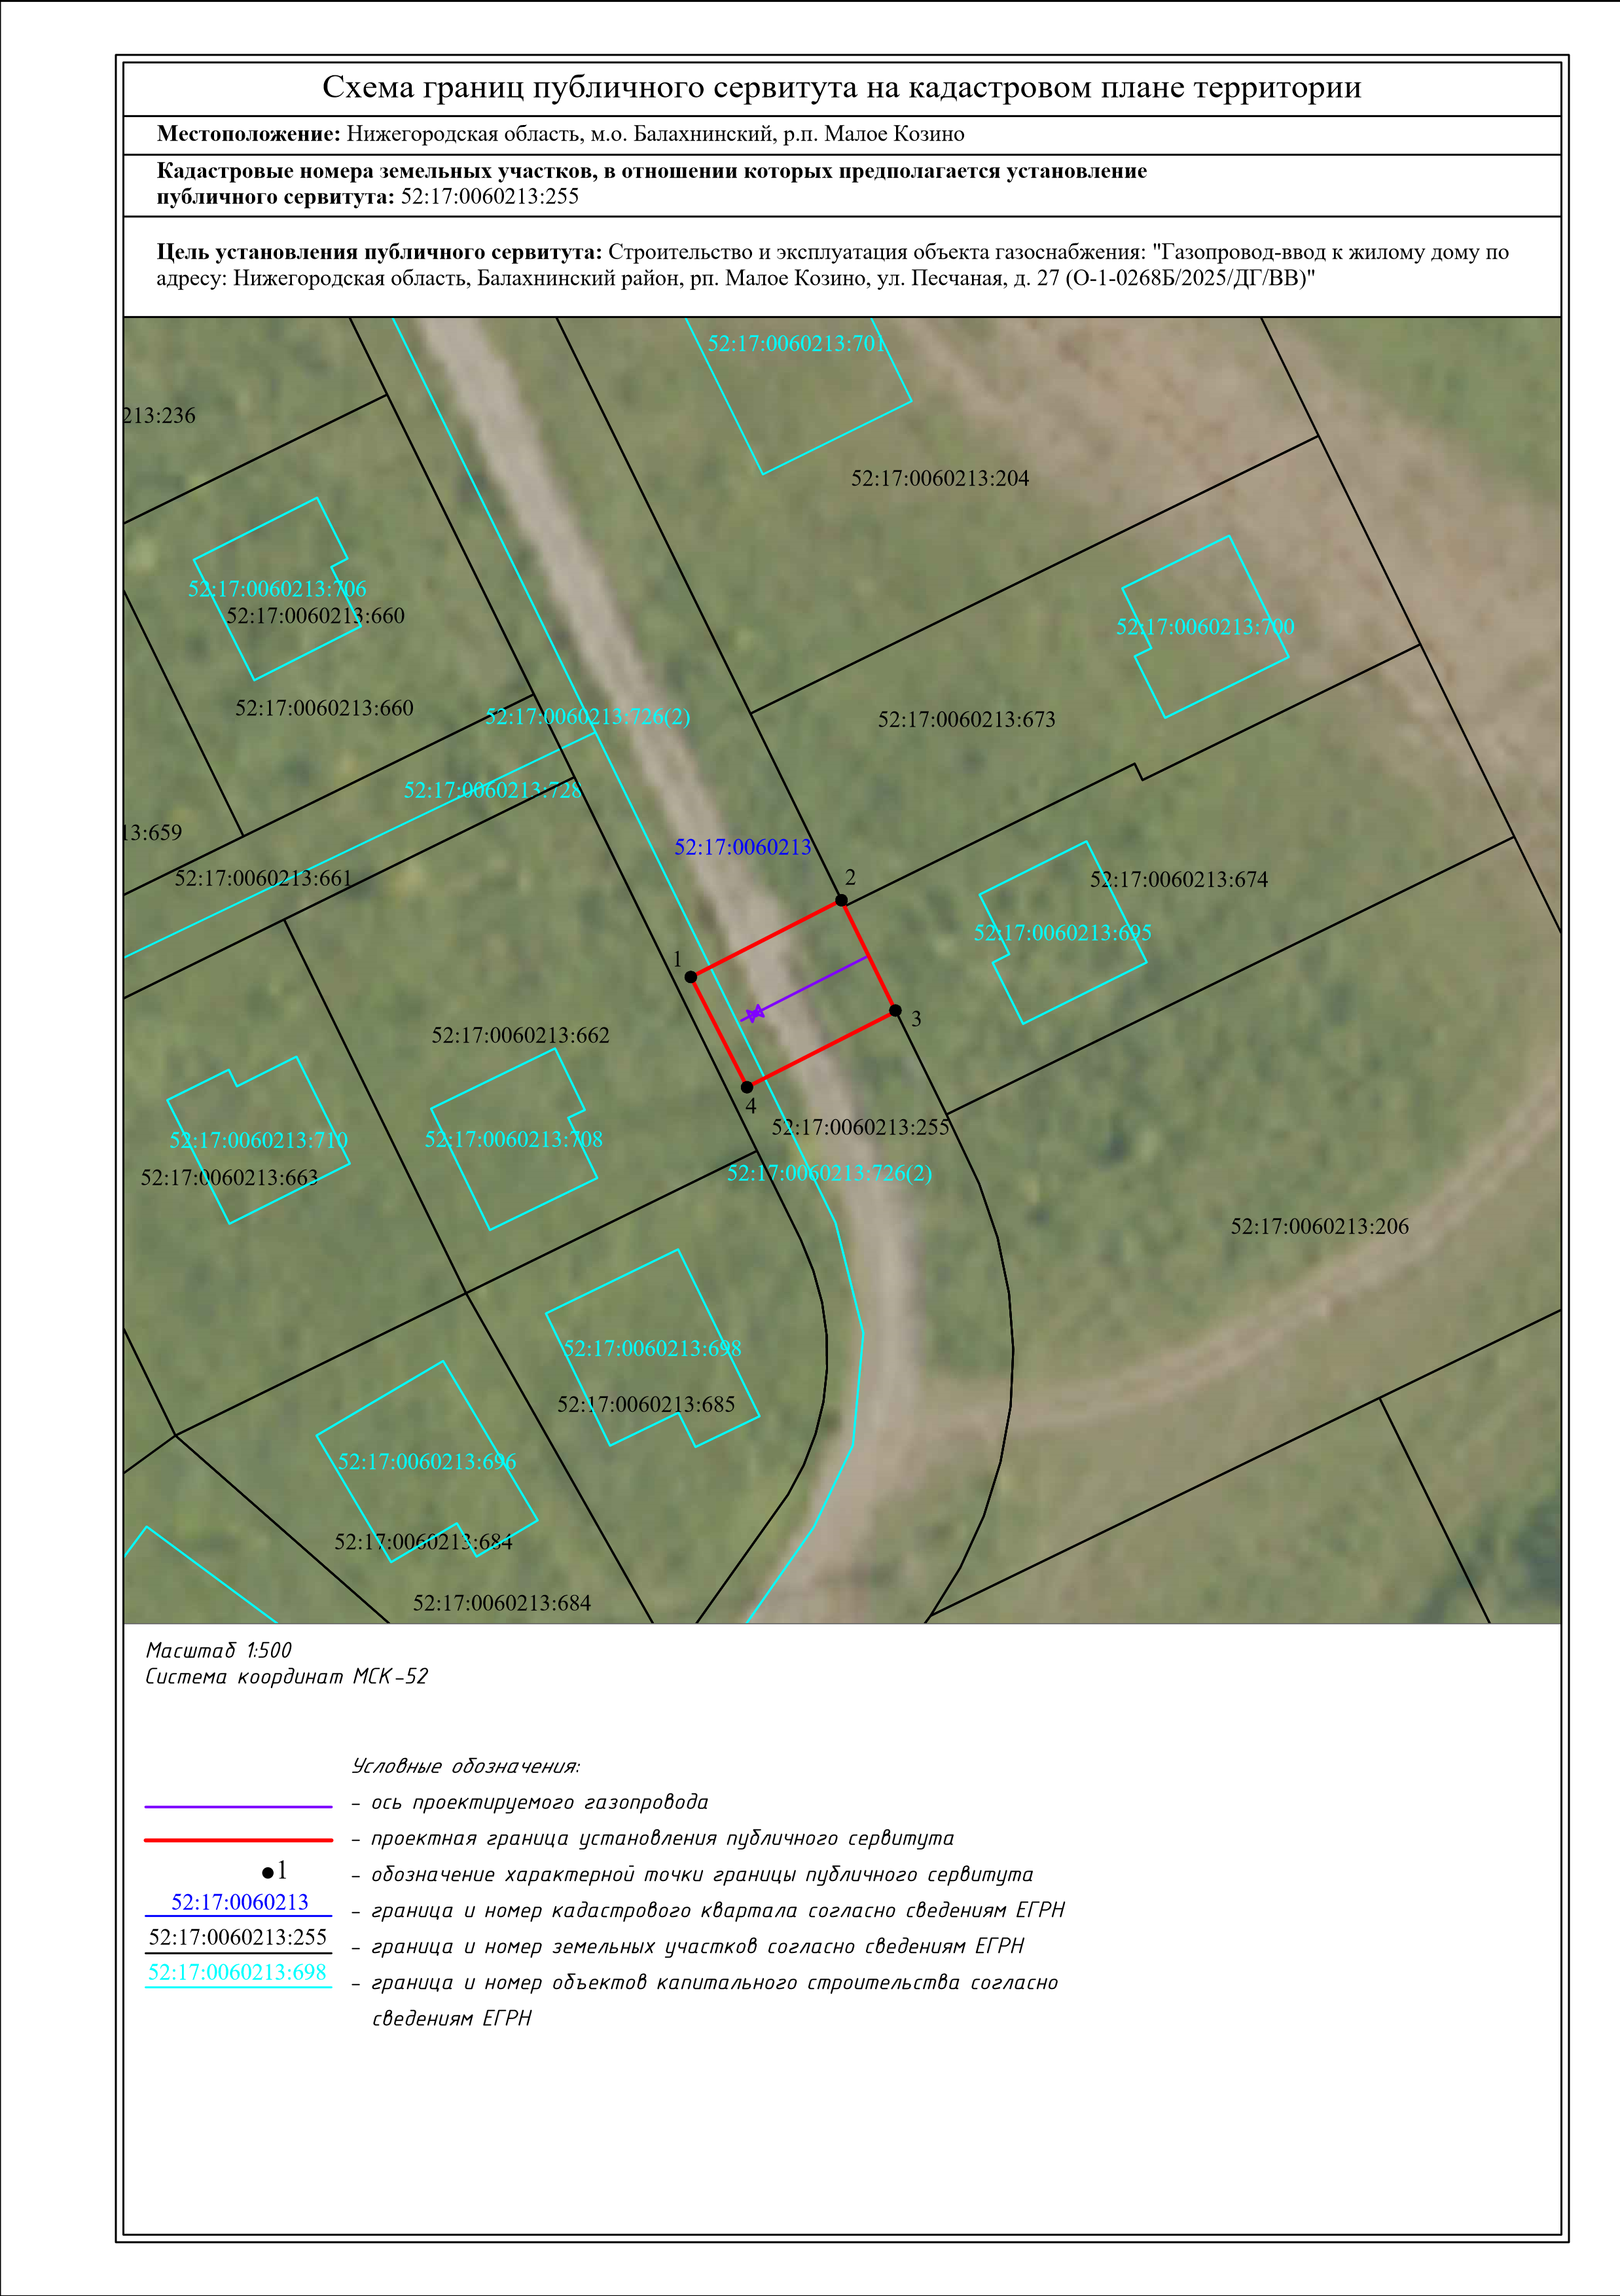 Схема границ публичного сервитута на кадастровом плане территории
Местоположение: Нижегородская область, м.о. Балахнинский, р.п. Малое Козино
Кадастровые номера земельных участков, в отношении которых предполагается установление
публичного сервитута: 52:17:0060213:255
Цель установления публичного сервитута: Строительство и эксплуатация объекта газоснабжения: "Газопровод-ввод к жилому дому по
адресу: Нижегородская область, Балахнинский район, рп. Малое Козино, ул. Песчаная, д. 27 (О-1-0268Б/2025/ДГ/ВВ)"
52:17:0060213:701
213:236
52:17:0060213:204
52:17:0060213:706
52:17:0060213:660
52:17:0060213:700
52:17:0060213:660
52:17:0060213:726(2)
52:17:0060213:673
52:17:0060213:728
13:659
52:17:0060213
52:17:0060213:661
2
52:17:0060213:674
52:17:0060213:695
1
3
52:17:0060213:662
4
52:17:0060213:255
52:17:0060213:710
52:17:0060213:708
52:17:0060213:663
52:17:0060213:726(2)
52:17:0060213:206
52:17:0060213:698
52:17:0060213:685
52:17:0060213:696
52:17:0060213:684
52:17:0060213:684
Масштаб 1:500
Система координат МСК-52
Условные обозначения:
- ось проектируемого газопровода
- проектная граница установления публичного сервитута
1 - обозначение характерной точки границы публичного сервитута
52:17:0060213 - граница и номер кадастрового квартала согласно сведениям ЕГРН
52:17:0060213:255 - граница и номер земельных участков согласно сведениям ЕГРН
52:17:0060213:698 - граница и номер объектов капитального строительства согласно
сведениям ЕГРН